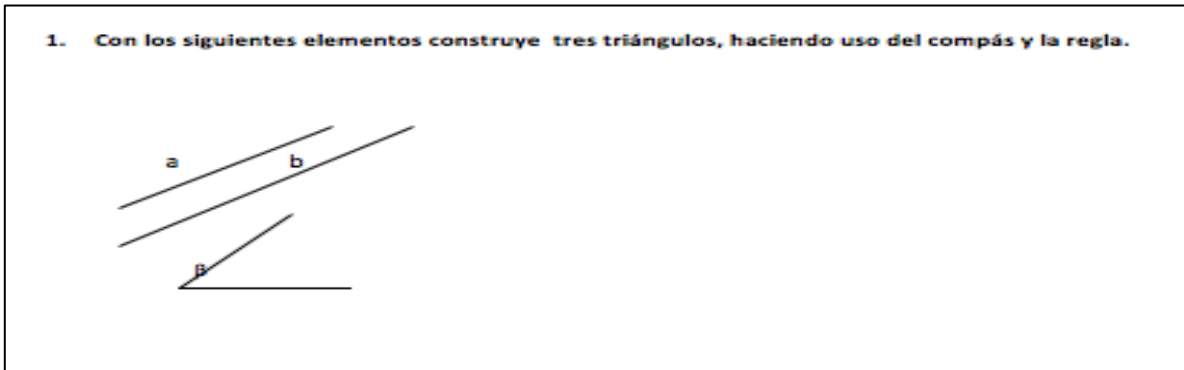 1. Con los siguientes elementos construye tres triángulos, haciendo uso del compás y la regla.
a
b
β